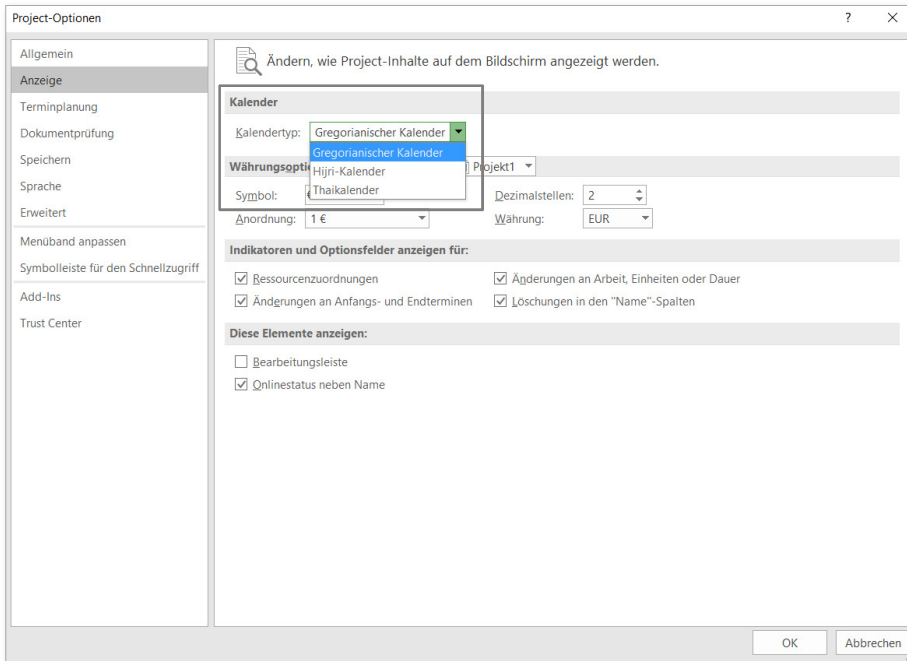 Project-Optionen ?
Allgemein
Anzeige
Terminplanung
Dokumentprüfung
Speichern
Sprache
Erweitert
Menüband anpassen
Symbolleiste für den Schnellzugriff
Add-Ins
Trust Center
Ändern, wie Project-Inhalte auf dem Bildschirm angezeigt werden.
Kalender
Kalendertyp: Gregorianischer Kalender
Gregorianischer Kalender
Hijri-Kalender
Thaikalender
Projekt1
Symbol: Dezimalstellen: 2
Anordnung: 1 € Währung: EUR
Indikatoren und Optionsfelder anzeigen für:
Ressourcenzuordnungen Änderungen an Arbeit, Einheiten oder Dauer
Änderungen an Anfangs- und Endterminen Löschungen in den "Name"-Spalten
Diese Elemente anzeigen:
Bearbeitungsleiste
Onlinestatus neben Name
OK Abbrechen